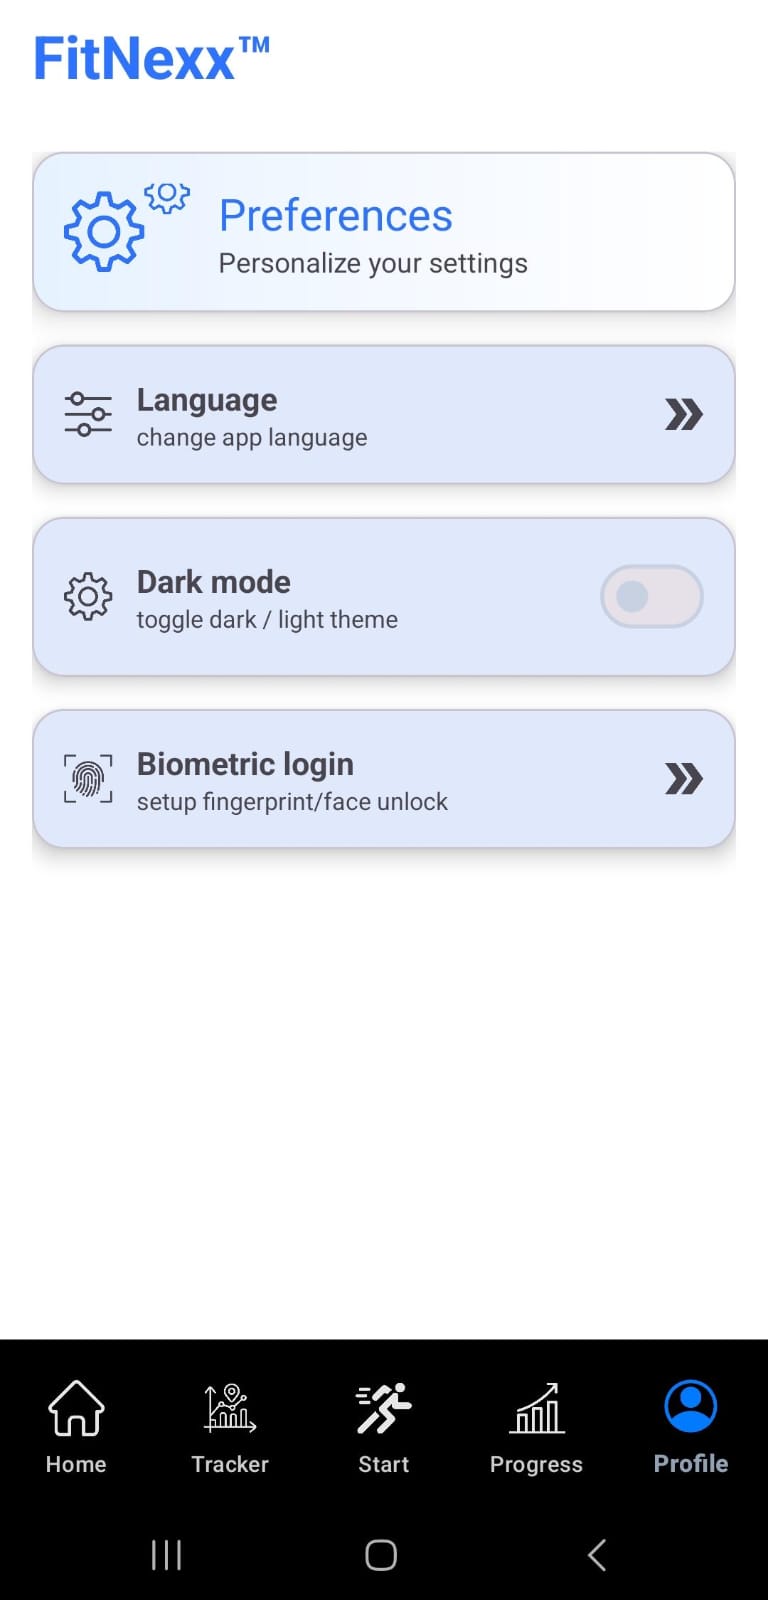 FitNexx™
Preferences
Personalize your settings
Language
change app language
Dark mode
toggle dark / light theme
Biometric login
setup fingerprint/face unlock
Home
Tracker
Start
Progress
Profile